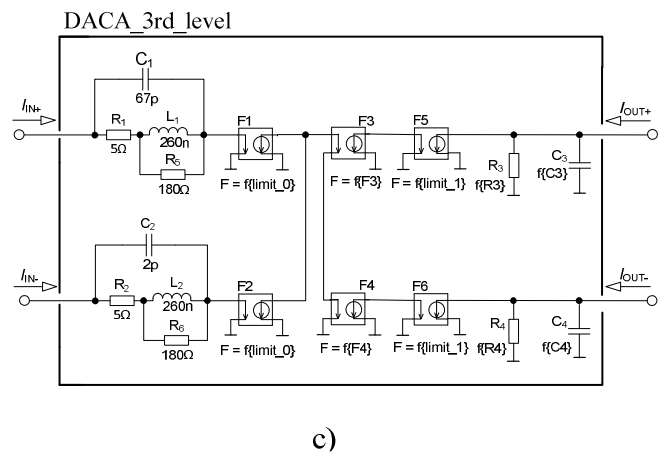 DACA_3rd_level
C1
67p
IIN+
R1
5Ω
L1
260n
R5
180Ω
F1
F = f{limit_0}
F3
F = f{F3}
F5
F = f{limit_1}
R3
f{R3}
C3
f{C3}
IOUT+
C2
2p
IIN-
R2
5Ω
L2
260n
R6
180Ω
F2
F = f{limit_0}
F4
F = f{F4}
F6
F = f{limit_1}
R4
f{R4}
C4
f{C4}
IOUT-
c)